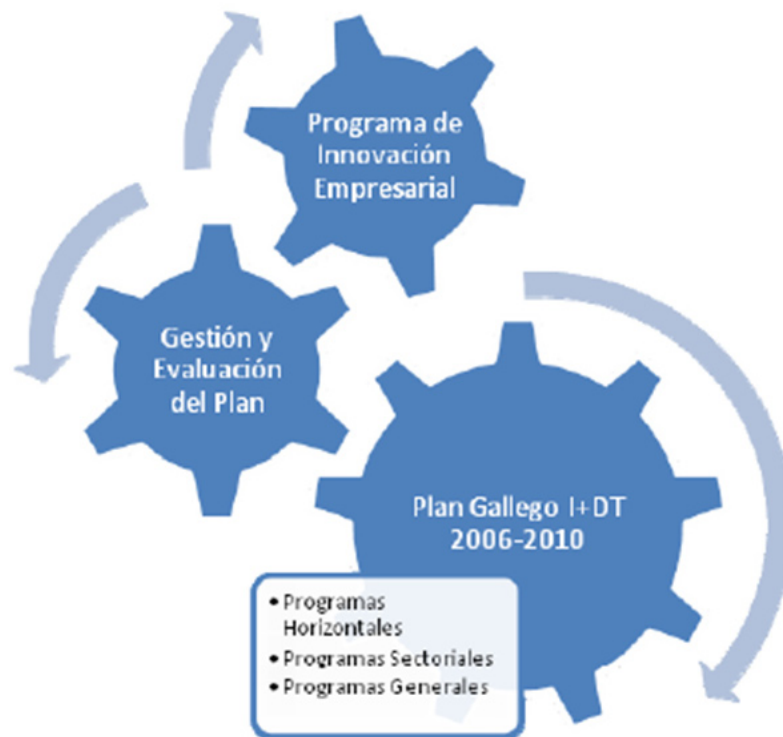 Programa de
Innovación
Empresarial
Gestión y
Evaluación
del Plan
Plan Gallego I+DT
2006-2010
• Programas
Horizontales
• Programas Sectoriales
• Programas Generales